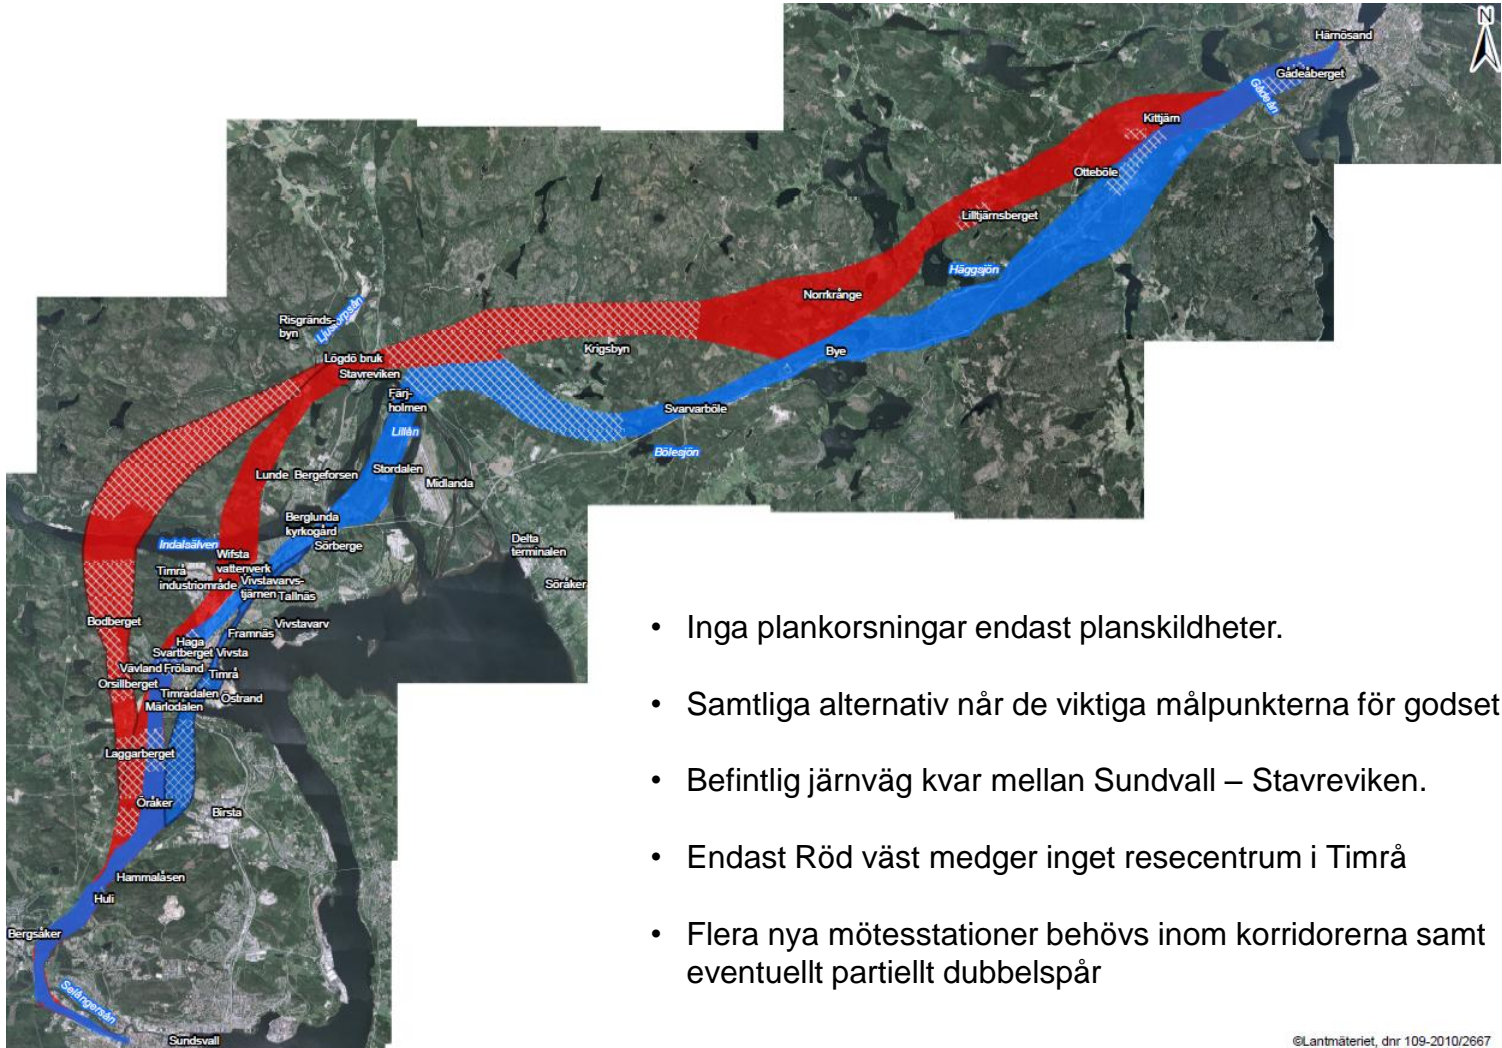 N
Härnösand
Gådeåberget
Gådeån
Kittjärn
Otteböle
Lilltjärnsberget
Häggsjön
Norrkrånge
Ljustorpsån
Risgränds-
byn
Krigsbyn
Bye
Lögdö bruk
Stavreviken
Färj-
holmen
Svarvarböle
Lillån
Bölesjön
Lunde Bergeforsen
Stordalen
Midlanda
Berglunda
kyrkogård
Sörberge
Indalsälven
Delta
terminalen
Wifsta
vattenverk
Timrå
industriområde
Vivstavarvs-
tjärnen
Tallnäs
Söråker
Bodberget
Vivstavarv
Framnäs
Haga
Svartberget
Vivsta
Vävland
Fröland
Timrå
Orsillberget
Timrådalen
Östrand
Märlodalen
Laggarberget
Öråker
Birsta
Hammalåsen
Huli
Bergsåker
Selångersån
Sundsvall
• Inga plankorsningar endast planskildheter.
• Samtliga alternativ når de viktiga målpunkterna för godset
• Befintlig järnväg kvar mellan Sundvall – Stavreviken.
• Endast Röd väst medger inget resecentrum i Timrå
• Flera nya mötesstationer behövs inom korridorerna samt
eventuellt partiellt dubbelspår
©Lantmäteriet, dnr 109-2010/2667